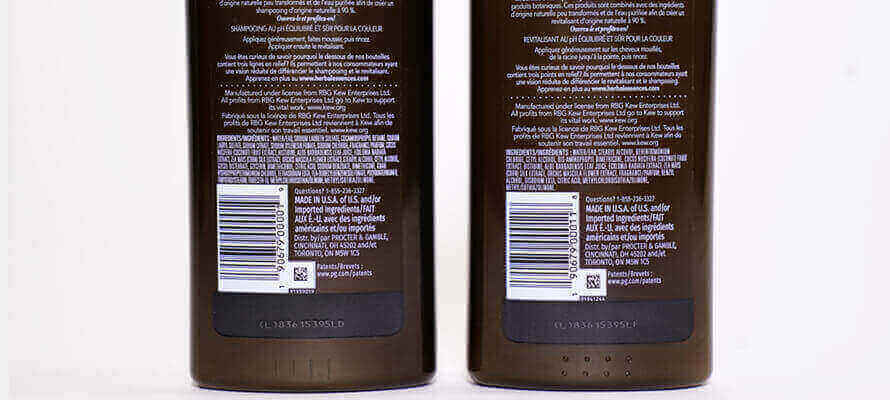 d'origine naturelle peu transformés et de l'eau purifiée afin de créer un
shampooing d'origine naturelle à 90 %.
Ouvrez-le et profitez-en!
SHAMPOOING AU pH ÉQUILIBRÉ ET SÛR POUR LA COULEUR
Appliquez généreusement, faites mousser, puis rincez.
Appliquer ensuite le revitalisant.
Vous êtes curieux de savoir pourquoi le dessous de nos bouteilles
contient trois lignes en relief? Ils permettent à nos consommateurs ayant
une vision réduite de différencier le shampooing et le revitalisant.
Apprenez-en plus au www.herbalessences.com
Manufactured under license from RBG Kew Enterprises Ltd.
All profits from RBG Kew Enterprises Ltd go to Kew to support
its vital work. www.kew.org
Fabriqué sous la licence de RBG Kew Enterprises Ltd. Tous les
profits de RBG Kew Enterprises Ltd reviennent à Kew afin de
soutenir son travail essentiel. www.kew.org
Questions? 1-855-236-3327
MADE IN U.S.A. of U.S. and/or
imported Ingredients/FAIT
AUX É.-U. avec des ingrédients
américains et/ou importés
Distr. by/par PROCTER & GAMBLE,
CINCINNATI, OH 45202 and/et
TORONTO, ON M5W 1C5
Patents/Brevets :
www.pg.com/patents
1 90679 00001 9
(L)83615395LD
produits botaniques. Ces produits sont combinés avec des ingrédients
d'origine naturelle peu transformés et de l'eau purifiée afin de créer un
revitalisant d'origine naturelle à 90 %.
Ouvrez-le et profitez-en!
REVITALISANT AU pH ÉQUILIBRÉ ET SÛR POUR LA COULEUR
Appliquez généreusement sur les cheveux mouillés,
de la racine jusqu'à la pointe, puis rincez.
Vous êtes curieux de savoir pourquoi le dessous de nos bouteilles
contient trois points en relief? Ils permettent à nos consommateurs ayant
une vision réduite de différencier le revitalisant et le shampooing.
Apprenez-en plus au www.herbalessences.com
Manufactured under license from RBG Kew Enterprises Ltd.
All profits from RBG Kew Enterprises Ltd go to Kew to support
its vital work. www.kew.org
Fabriqué sous la licence de RBG Kew Enterprises Ltd. Tous les
profits de RBG Kew Enterprises Ltd reviennent à Kew afin de
soutenir son travail essentiel. www.kew.org
Questions? 1-855-236-3327
MADE IN U.S.A. of U.S. and/or
imported Ingredients/FAIT
AUX É.-U. avec des ingrédients
américains et/ou importés
Distr. by/par PROCTER & GAMBLE,
CINCINNATI, OH 45202 and/et
TORONTO, ON M5W 1C5
Patents/Brevets :
www.pg.com/patents
1 90679 00011 8
(L)83615395LF